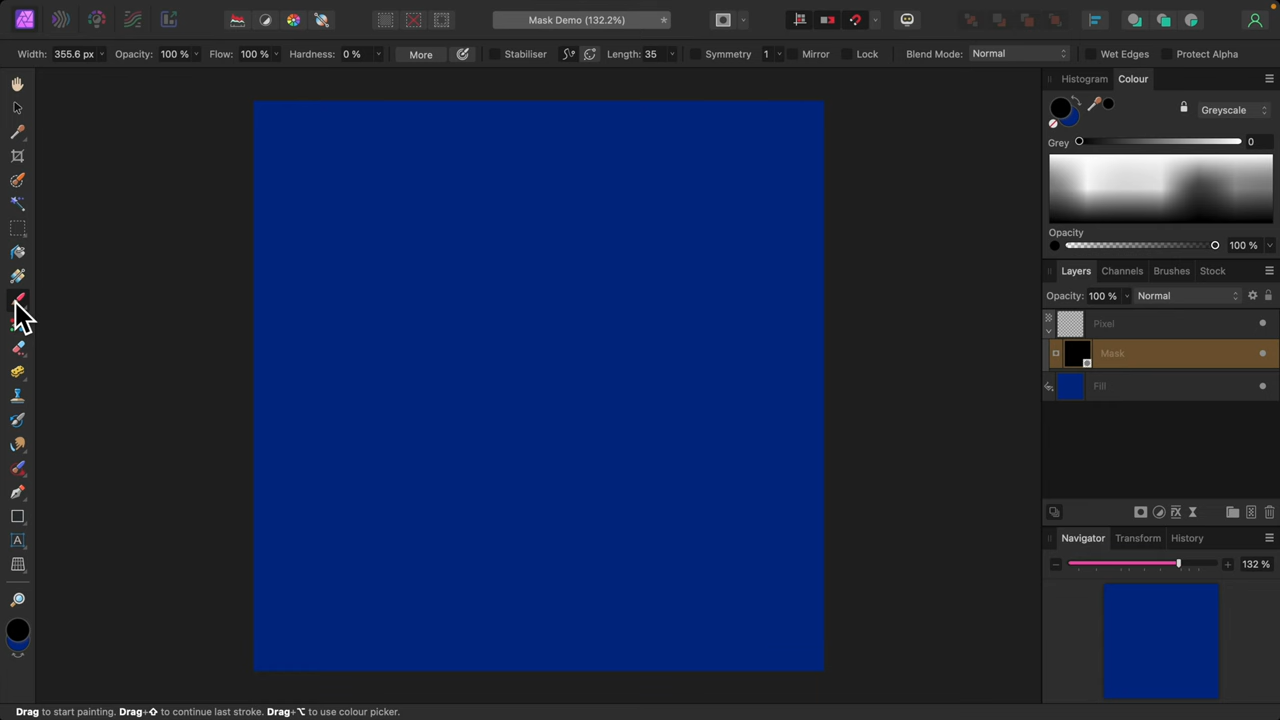 Mask Demo (132.2%)
Width: 355.6 px Opacity: 100 % Flow: 100 % Hardness: 0 % More Stabiliser Length: 35 Symmetry 1 Mirror Lock Blend Mode: Normal Wet Edges Protect Alpha
Histogram Colour
Greyscale
Grey 0
Opacity
100 %
Layers Channels Brushes Stock
Opacity: 100 % Normal
Pixel
Mask
Fill
Navigator Transform History
132 %
Drag to start painting. Drag+⇧ to continue last stroke. Drag+⌥ to use colour picker.